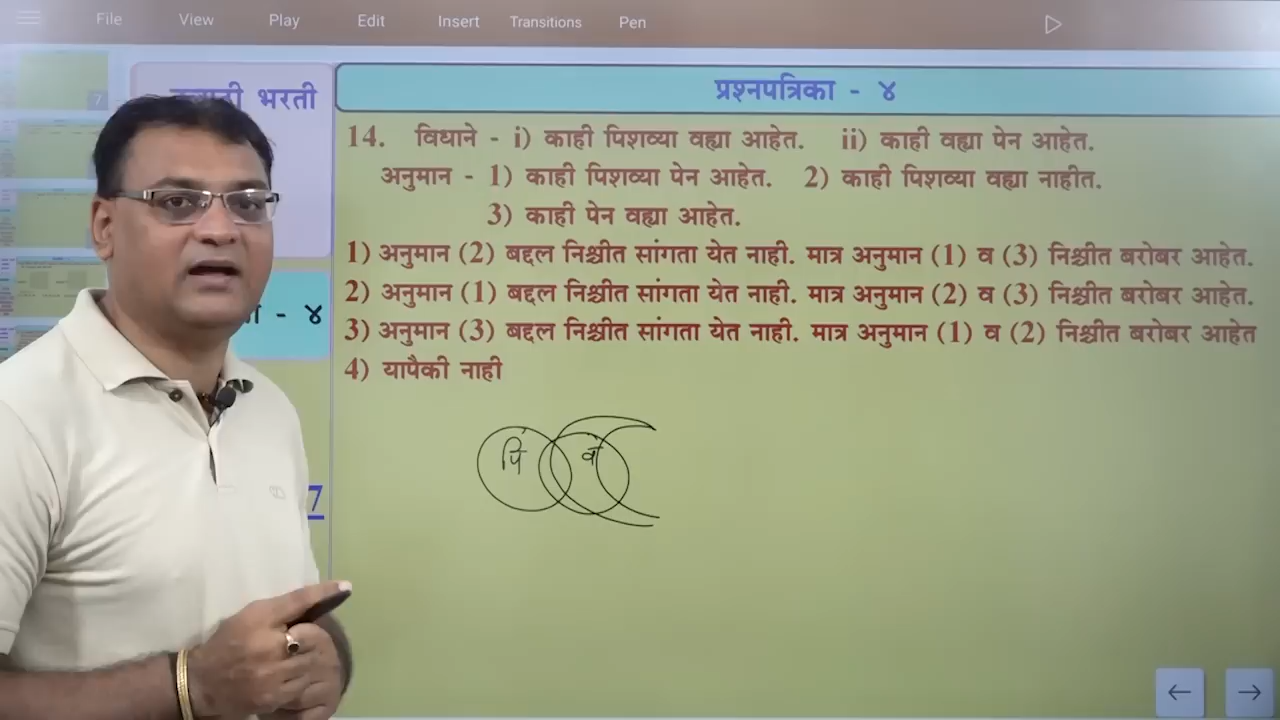 File View Play Edit Insert Transitions Pen
भरती
प्रश्नपत्रिका - ४
14. विधाने - i) काही पिशव्या वह्या आहेत. ii) काही वह्या पेन आहेत.
अनुमान - 1) काही पिशव्या पेन आहेत. 2) काही पिशव्या वह्या नाहीत.
3) काही पेन वह्या आहेत.
1) अनुमान (2) बद्दल निश्चीत सांगता येत नाही. मात्र अनुमान (1) व (3) निश्चीत बरोबर आहेत.
2) अनुमान (1) बद्दल निश्चीत सांगता येत नाही. मात्र अनुमान (2) व (3) निश्चीत बरोबर आहेत.
3) अनुमान (3) बद्दल निश्चीत सांगता येत नाही. मात्र अनुमान (1) व (2) निश्चीत बरोबर आहेत
4) यापैकी नाही
- ४
पिं वं
7